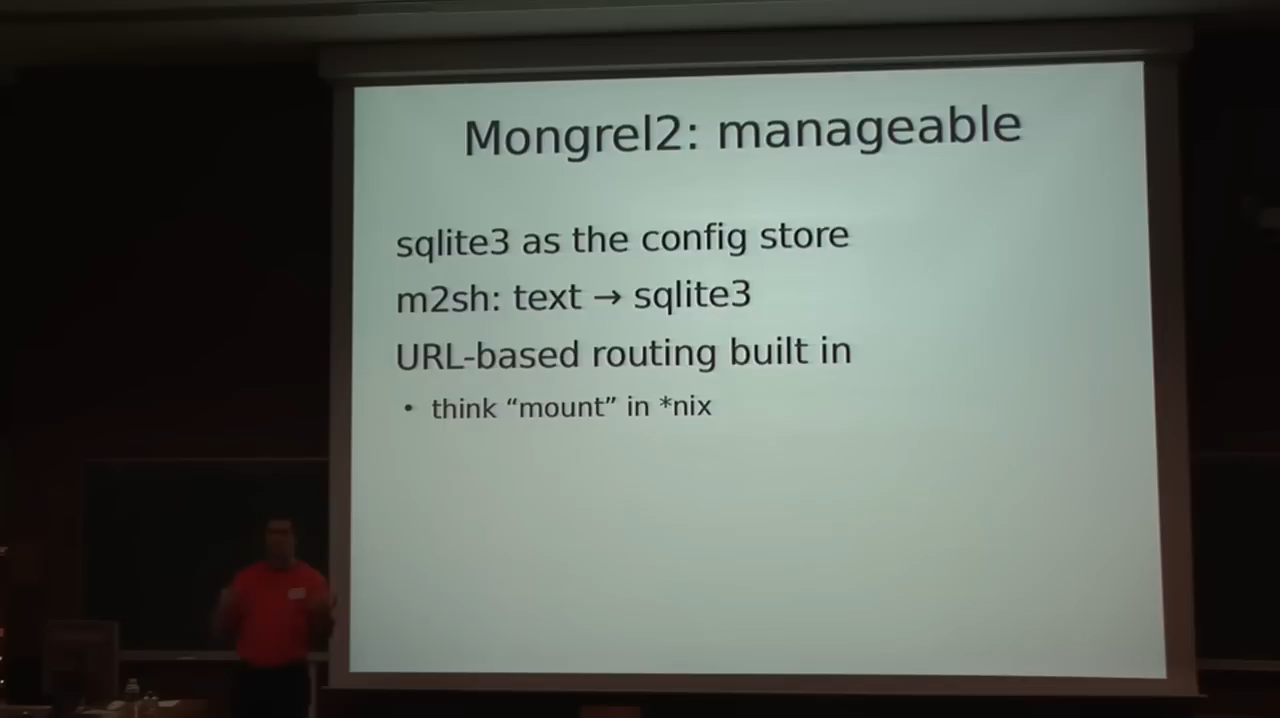 Mongrel2: manageable
sqlite3 as the config store
m2sh: text → sqlite3
URL-based routing built in
• think “mount” in *nix